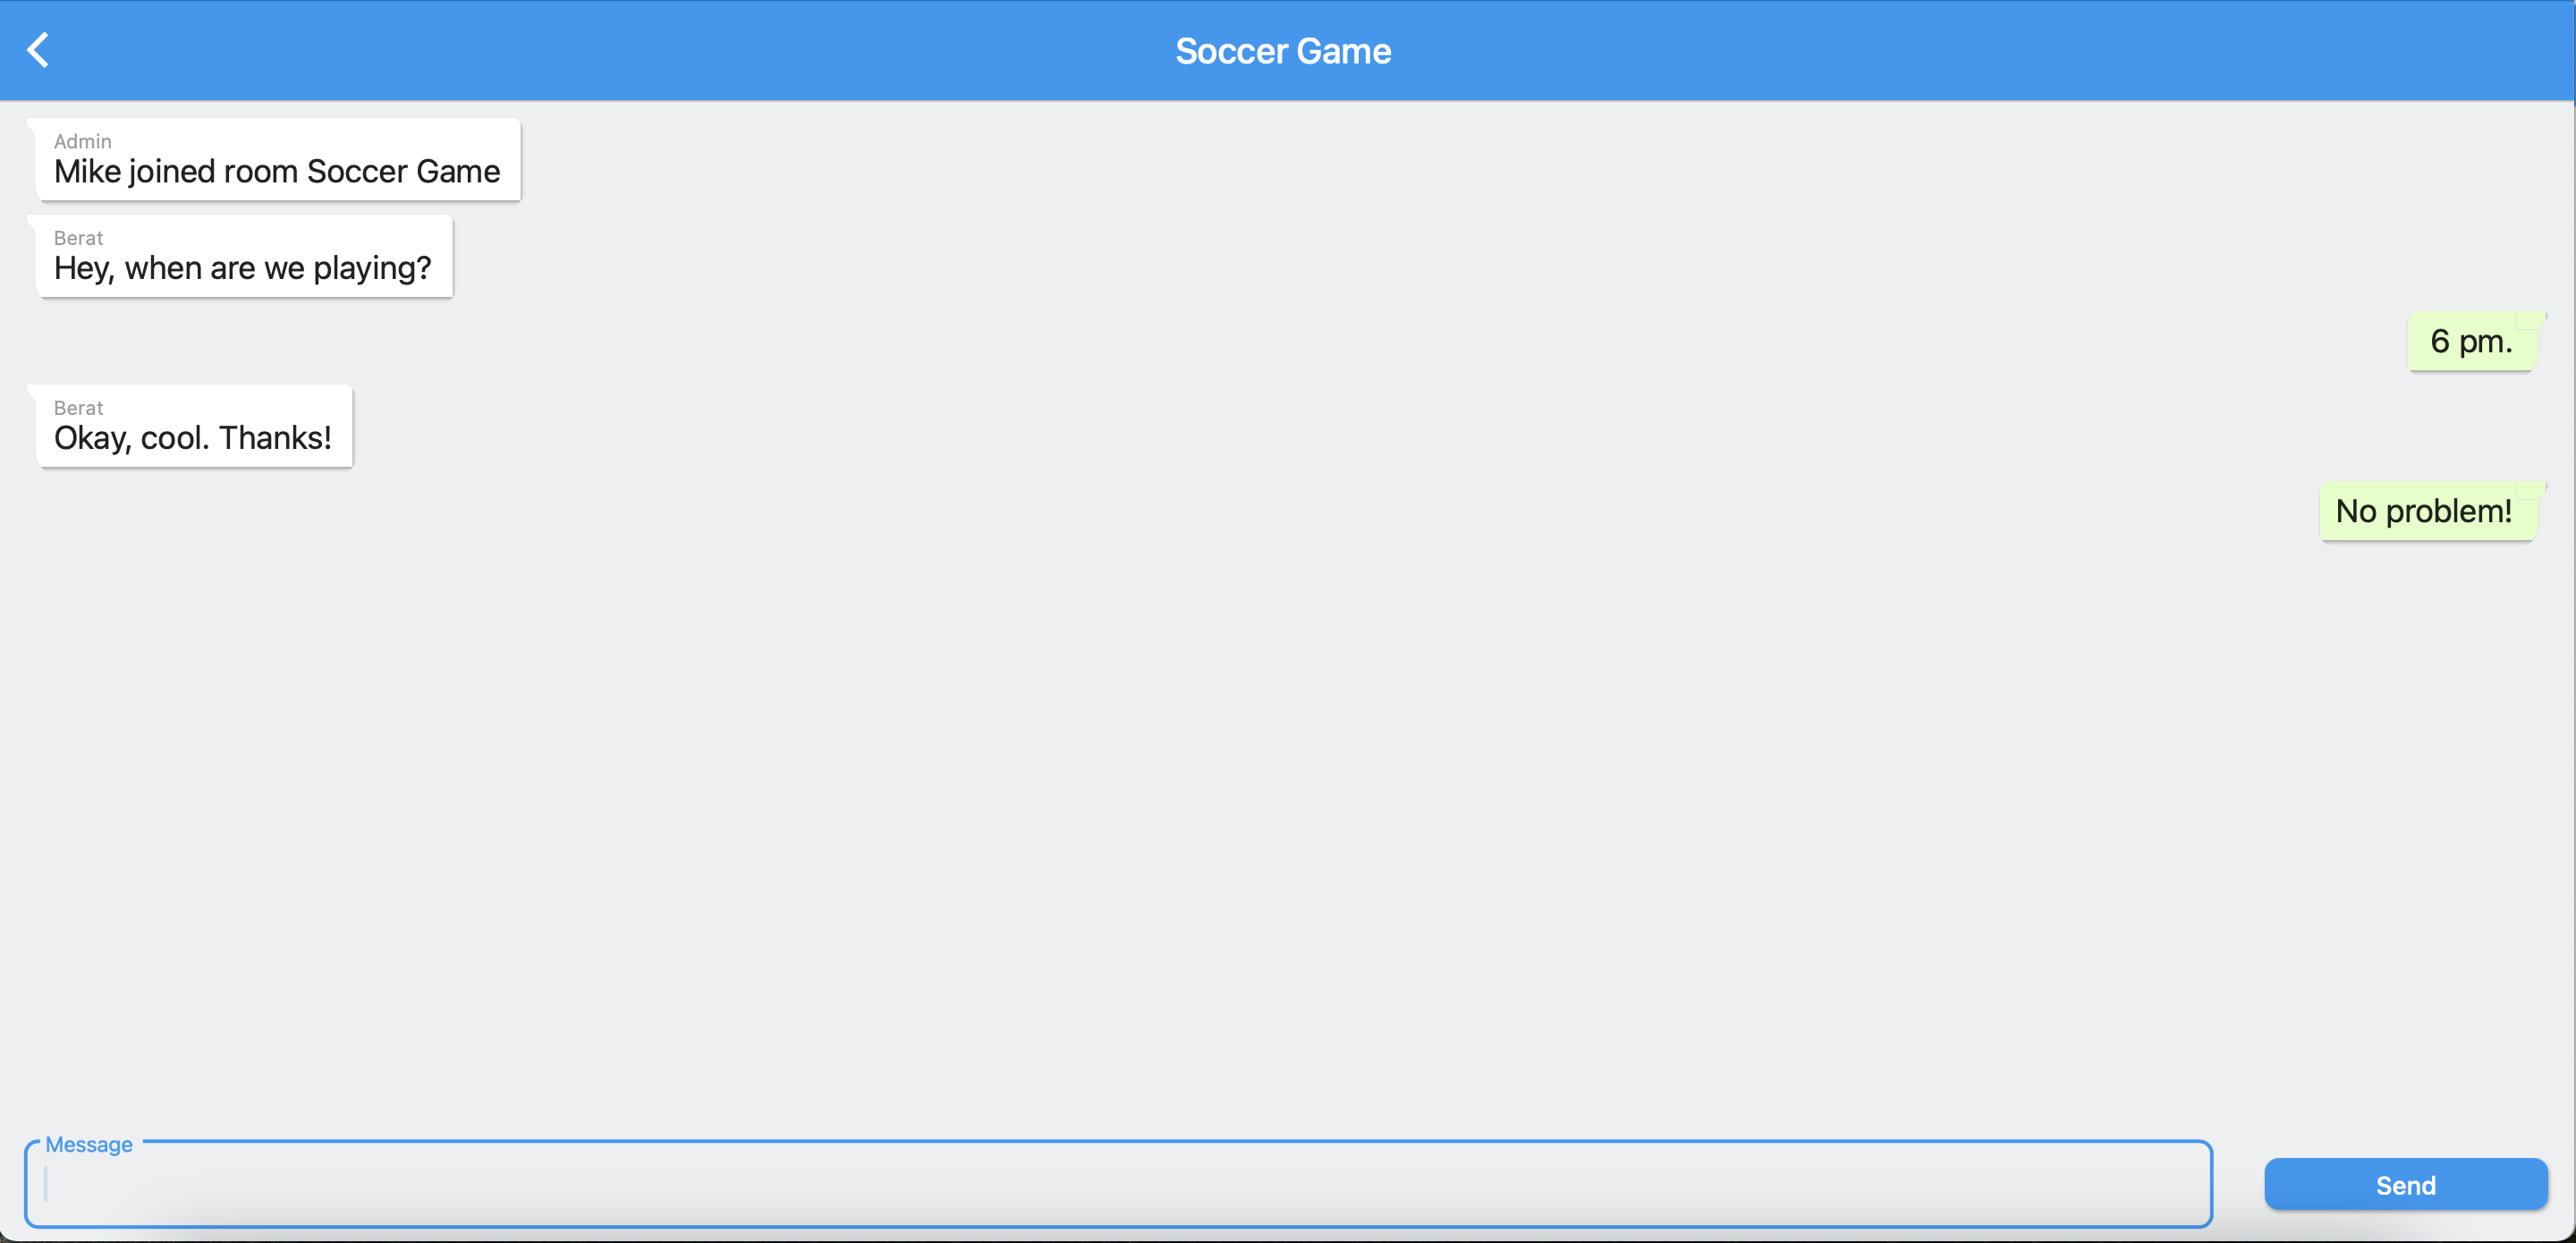 Soccer Game
Admin
Mike joined room Soccer Game
Berat
Hey, when are we playing?
6 pm.
Berat
Okay, cool. Thanks!
No problem!
Message
Send